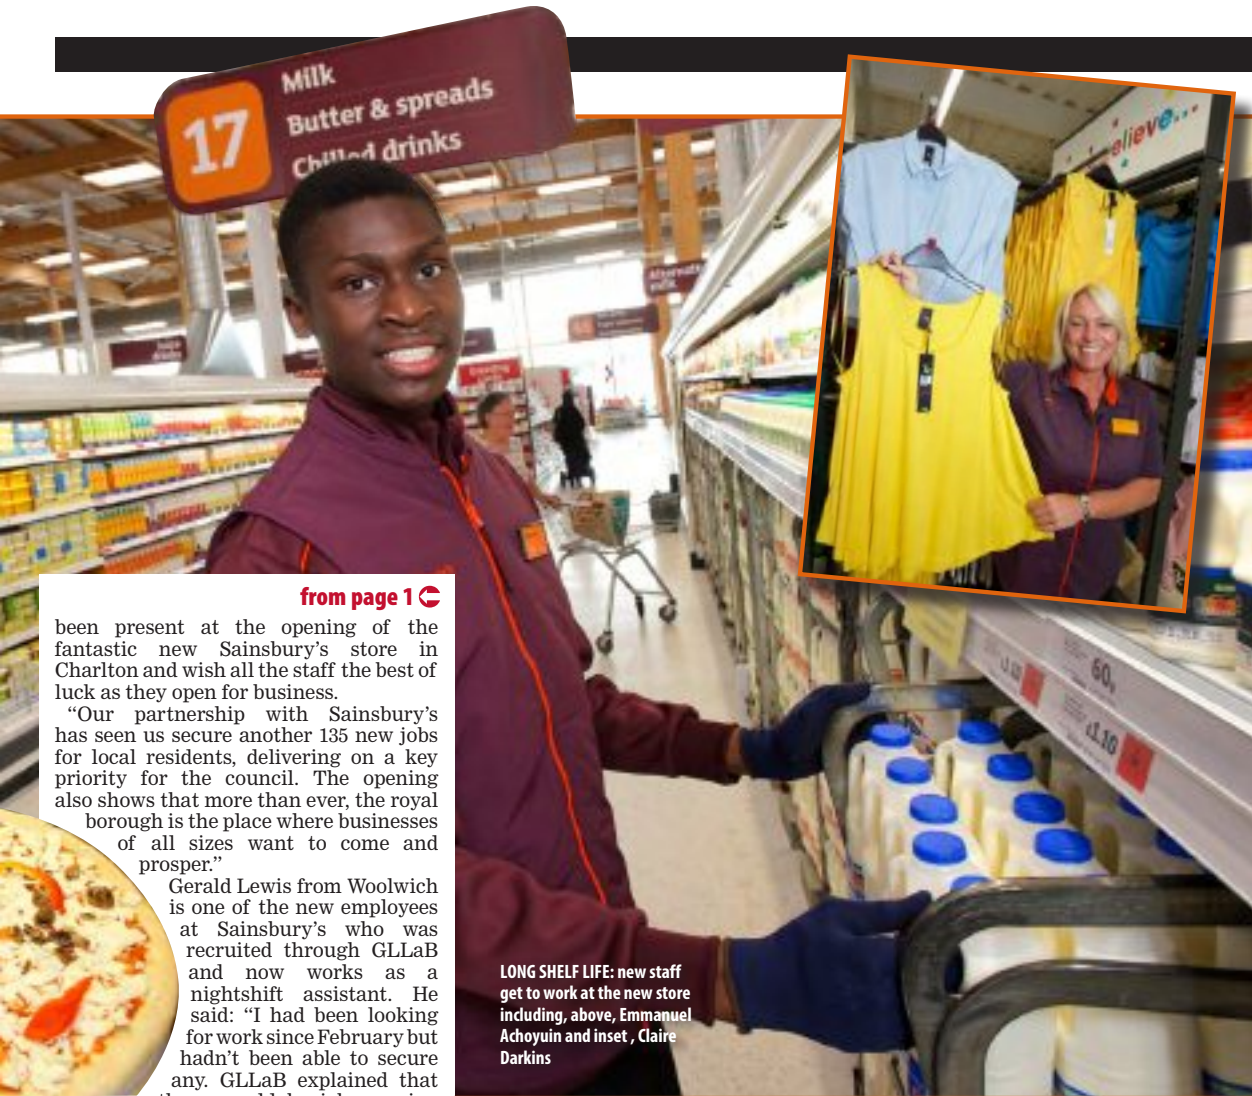 17
Milk
Butter & spreads
Chilled drinks
elieve...
Alternate
milk
from page 1
been present at the opening of the
fantastic new Sainsbury's store in
Charlton and wish all the staff the best of
luck as they open for business.
"Our partnership with Sainsbury's
has seen us secure another 135 new jobs
for local residents, delivering on a key
priority for the council. The opening
also shows that more than ever, the royal
borough is the place where businesses
of all sizes want to come and
prosper."
Gerald Lewis from Woolwich
is one of the new employees
at Sainsbury's who was
recruited through GLLaB
and now works as a
nightshift assistant. He
said: "I had been looking
for work since February but
hadn't been able to secure
any. GLLaB explained that
60p
£1.10
LONG SHELF LIFE: new staff
get to work at the new store
including, above, Emmanuel
Achoyuin and inset , Claire
Darkins